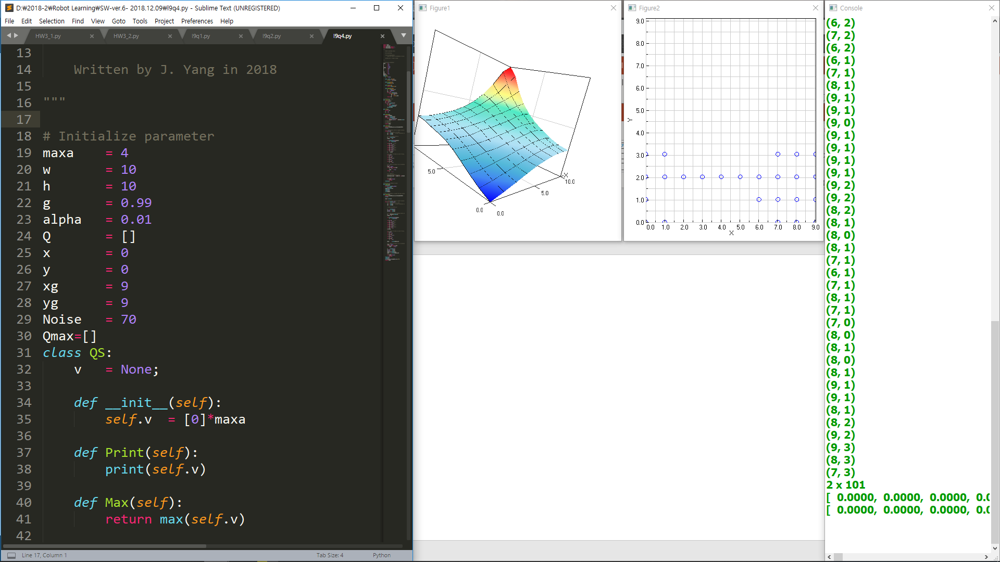 D:₩2018-2₩Robot Learning₩SW-ver.6- 2018.12.09₩l9q4.py - Sublime Text (UNREGISTERED)
File Edit Selection Find View Goto Tools Project Preferences Help
HW3_1.py HW3_2.py l9q1.py l9q2.py l9q4.py
13
14 Written by J. Yang in 2018
15
16 """
17
18 # Initialize parameter
19 maxa = 4
20 w = 10
21 h = 10
22 g = 0.99
23 alpha = 0.01
24 Q = []
25 x = 0
26 y = 0
27 xg = 9
28 yg = 9
29 Noise = 70
30 Qmax=[]
31 class QS:
32 v = None;
33
34 def __init__(self):
35 self.v = [0]*maxa
36
37 def Print(self):
38 print(self.v)
39
40 def Max(self):
41 return max(self.v)
42
Line 17, Column 1 Tab Size: 4 Python
Figure1
5.0
0.0
0.0
5.0
X
10.0
Figure2
9.0
8.0
7.0
6.0
5.0
Y
4.0
3.0
2.0
1.0
0.0
0.0 1.0 2.0 3.0 4.0 5.0 6.0 7.0 8.0 9.0
X
Console
(6, 2)
(7, 2)
(6, 2)
(6, 1)
(7, 1)
(8, 1)
(9, 1)
(9, 1)
(9, 0)
(9, 1)
(9, 1)
(9, 1)
(9, 1)
(9, 2)
(9, 2)
(8, 2)
(8, 1)
(8, 0)
(8, 1)
(7, 1)
(6, 1)
(7, 1)
(8, 1)
(7, 1)
(7, 0)
(8, 0)
(8, 1)
(8, 0)
(8, 1)
(9, 1)
(9, 1)
(8, 1)
(8, 2)
(9, 2)
(9, 3)
(8, 3)
(7, 3)
2 x 101
[ 0.0000, 0.0000, 0.0000, 0.0
[ 0.0000, 0.0000, 0.0000, 0.0